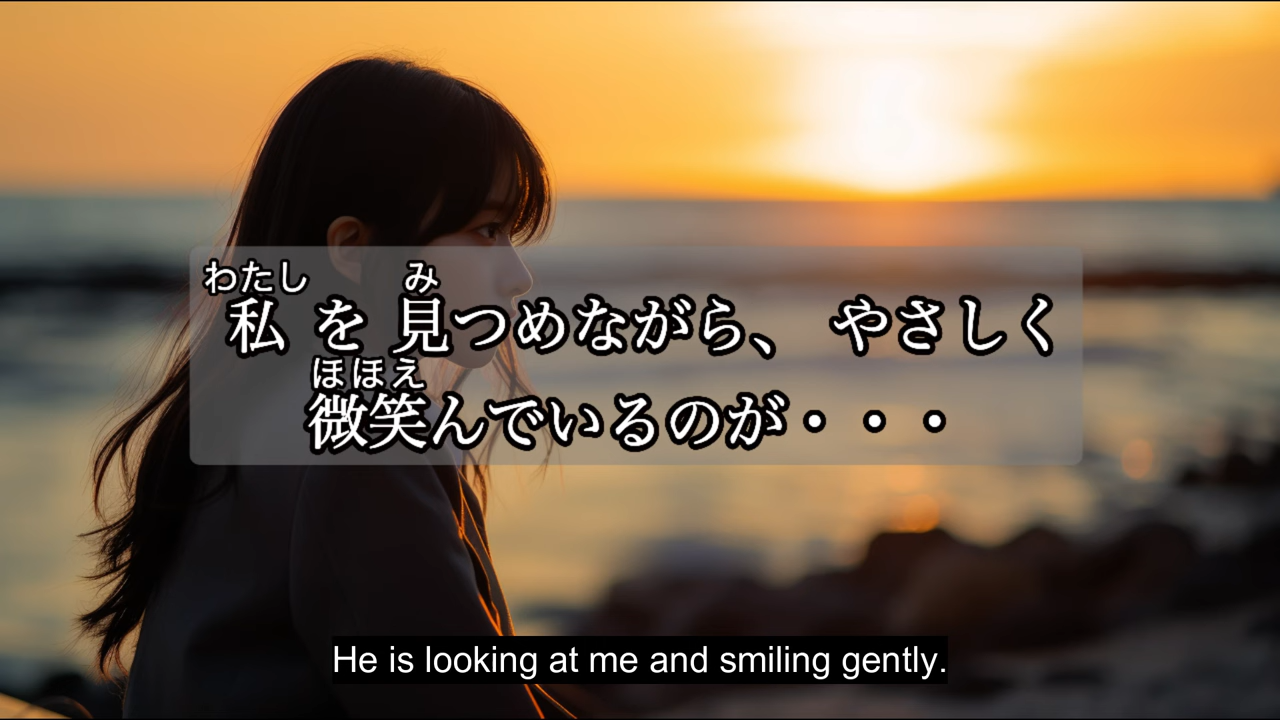 わたし み
私を見つめながら、やさしく
ほほえ
微笑んでいるのが・・・
He is looking at me and smiling gently.